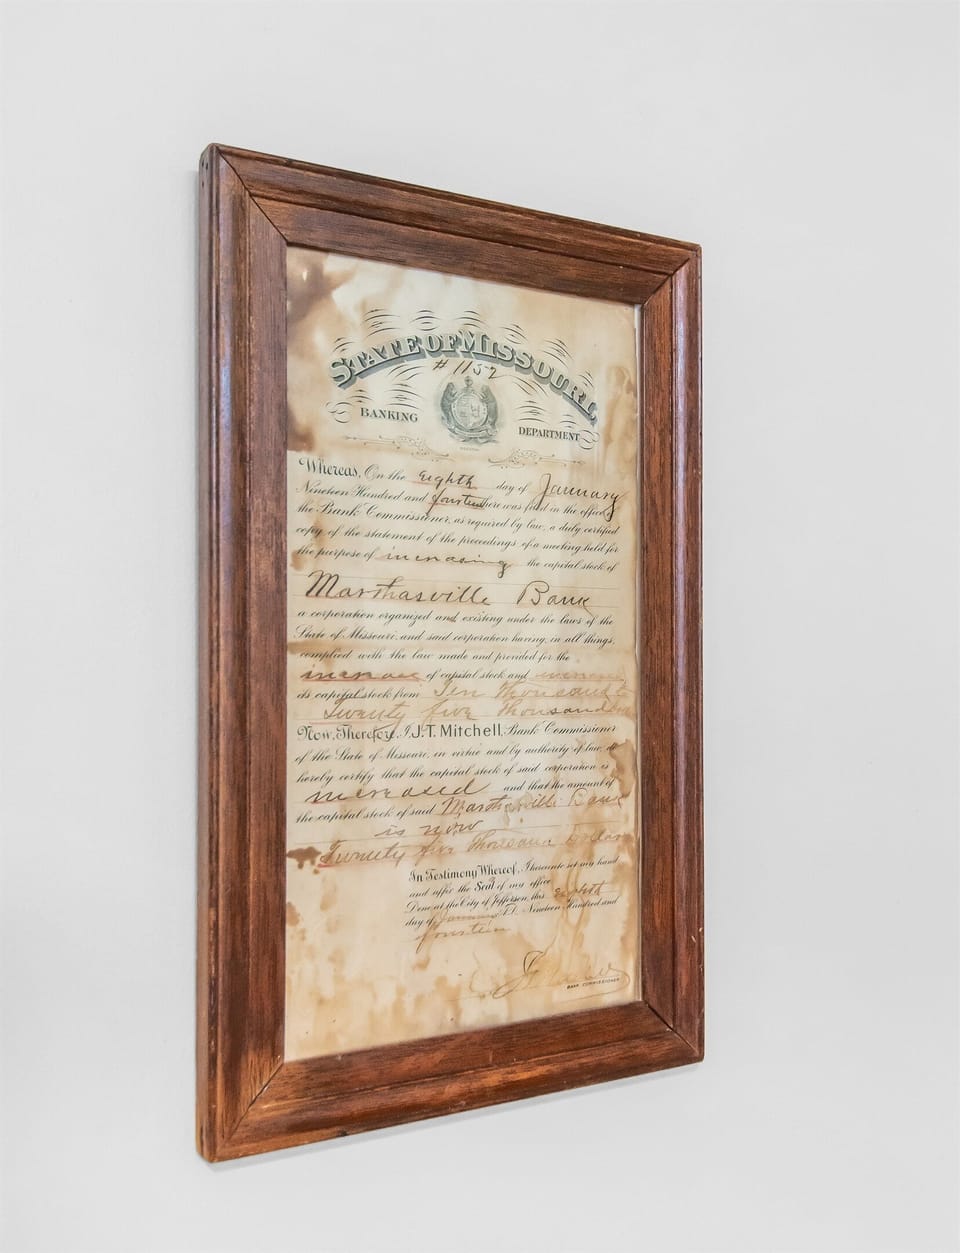 STATE OF MISSOURI,
# 1152
BANKING DEPARTMENT
Whereas, On the eighth day of January
Nineteen Hundred and fourteen there was filed in the office of
the Bank Commissioner, as required by law, a duly certified
copy of the statement of the proceedings of a meeting held for
the purpose of increasing the capital stock of
Marthasville Bank
a corporation organized and existing under the laws of the
State of Missouri, and said corporation having, in all things,
complied with the law made and provided for the
increase of capital stock and increased
its capital stock from Ten thousand to
Twenty five thousand
Now, Therefore, I, J.T. Mitchell, Bank Commissioner
of the State of Missouri, in virtue and by authority of law, do
hereby certify that the capital stock of said corporation is
increased and that the amount of
the capital stock of said Marthasville Bank
is now
Twenty five thousand Dollars
In Testimony Whereof, I hereunto set my hand
and affix the Seal of my office
Done at the City of Jefferson, this eighth
day of January A.D. Nineteen Hundred and
fourteen
BANK COMMISSIONER